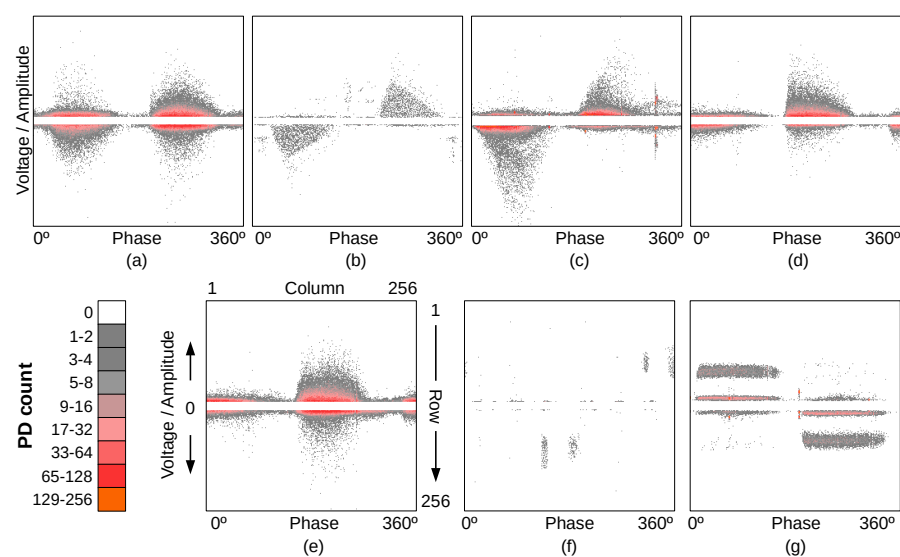 Voltage / Amplitude
0º Phase 360º
(a)
0º Phase 360º
(b)
0º Phase 360º
(c)
0º Phase 360º
(d)
PD count
0
1-2
3-4
5-8
9-16
17-32
33-64
65-128
129-256
1 Column 256
Voltage / Amplitude
0
1
Row
256
0º Phase 360º
(e)
0º Phase 360º
(f)
0º Phase 360º
(g)